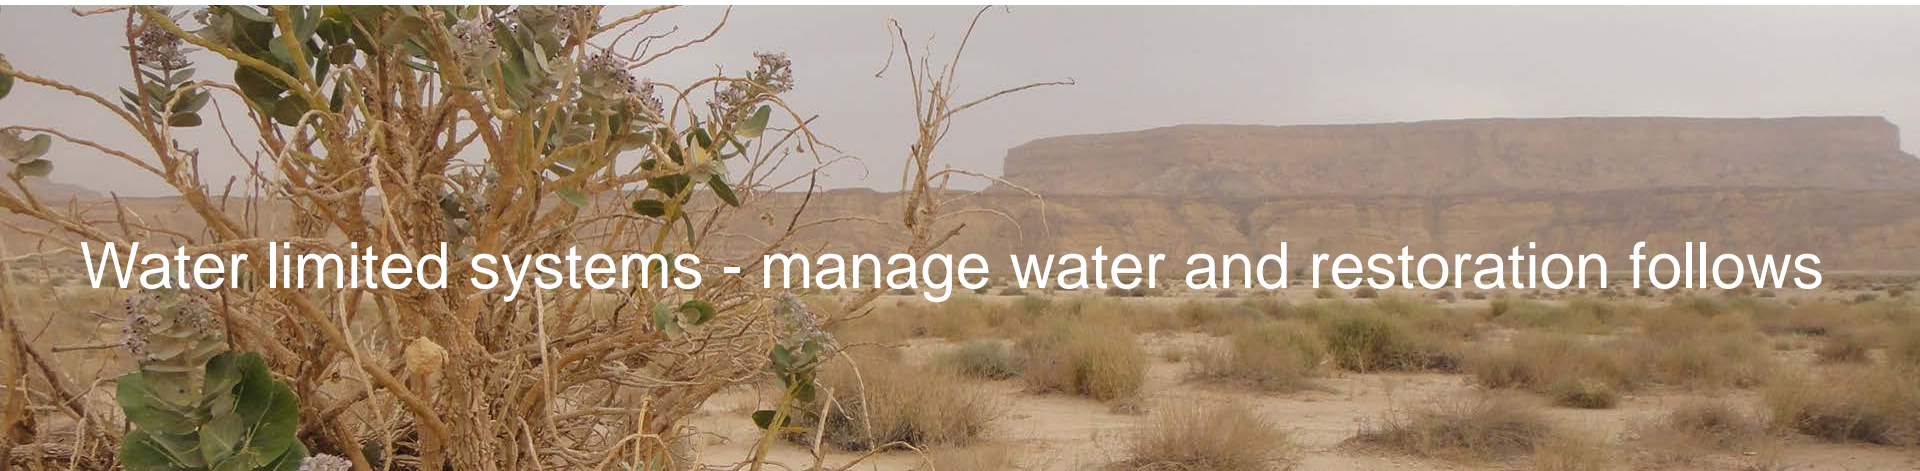 Water limited systems - manage water and restoration follows